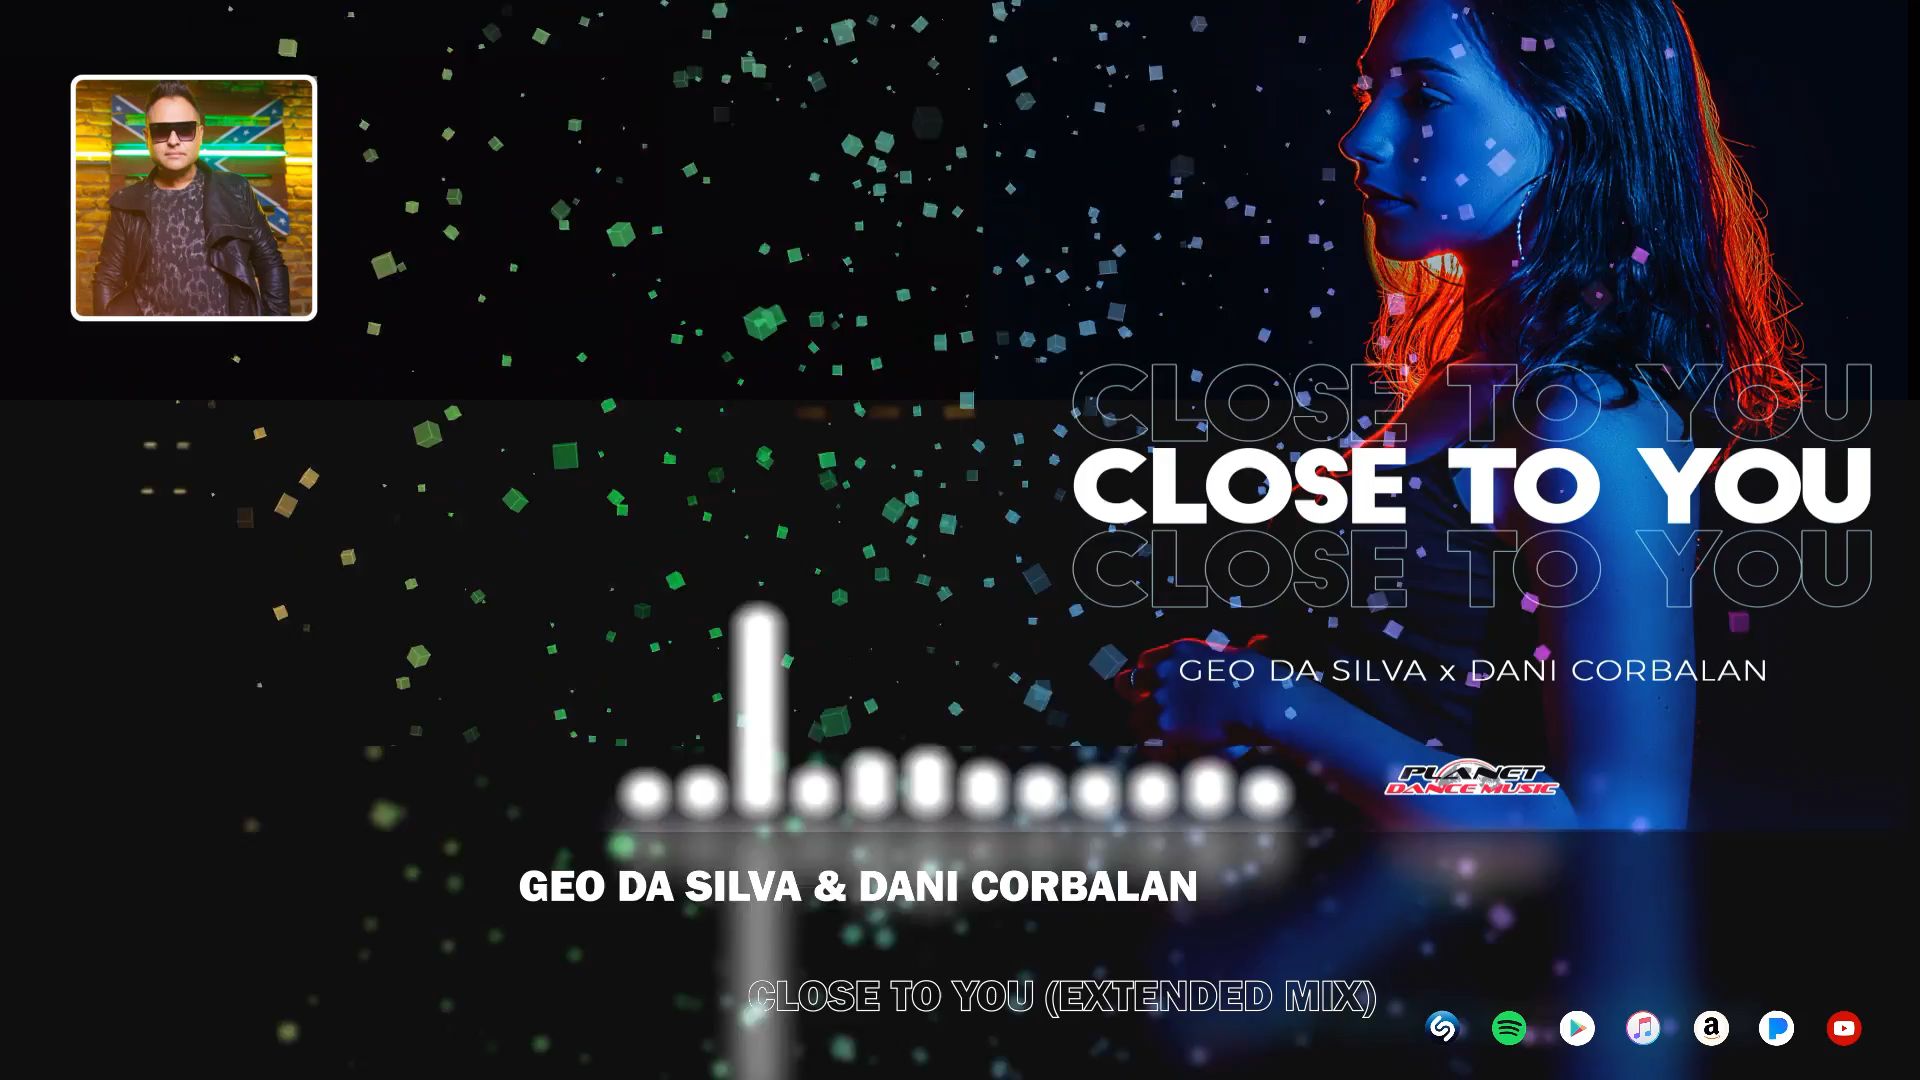 CLOSE TO YOU
CLOSE TO YOU
CLOSE TO YOU
GEO DA SILVA x DANI CORBALAN
PLANET
DANCE MUSIC
GEO DA SILVA & DANI CORBALAN
CLOSE TO YOU (EXTENDED MIX)